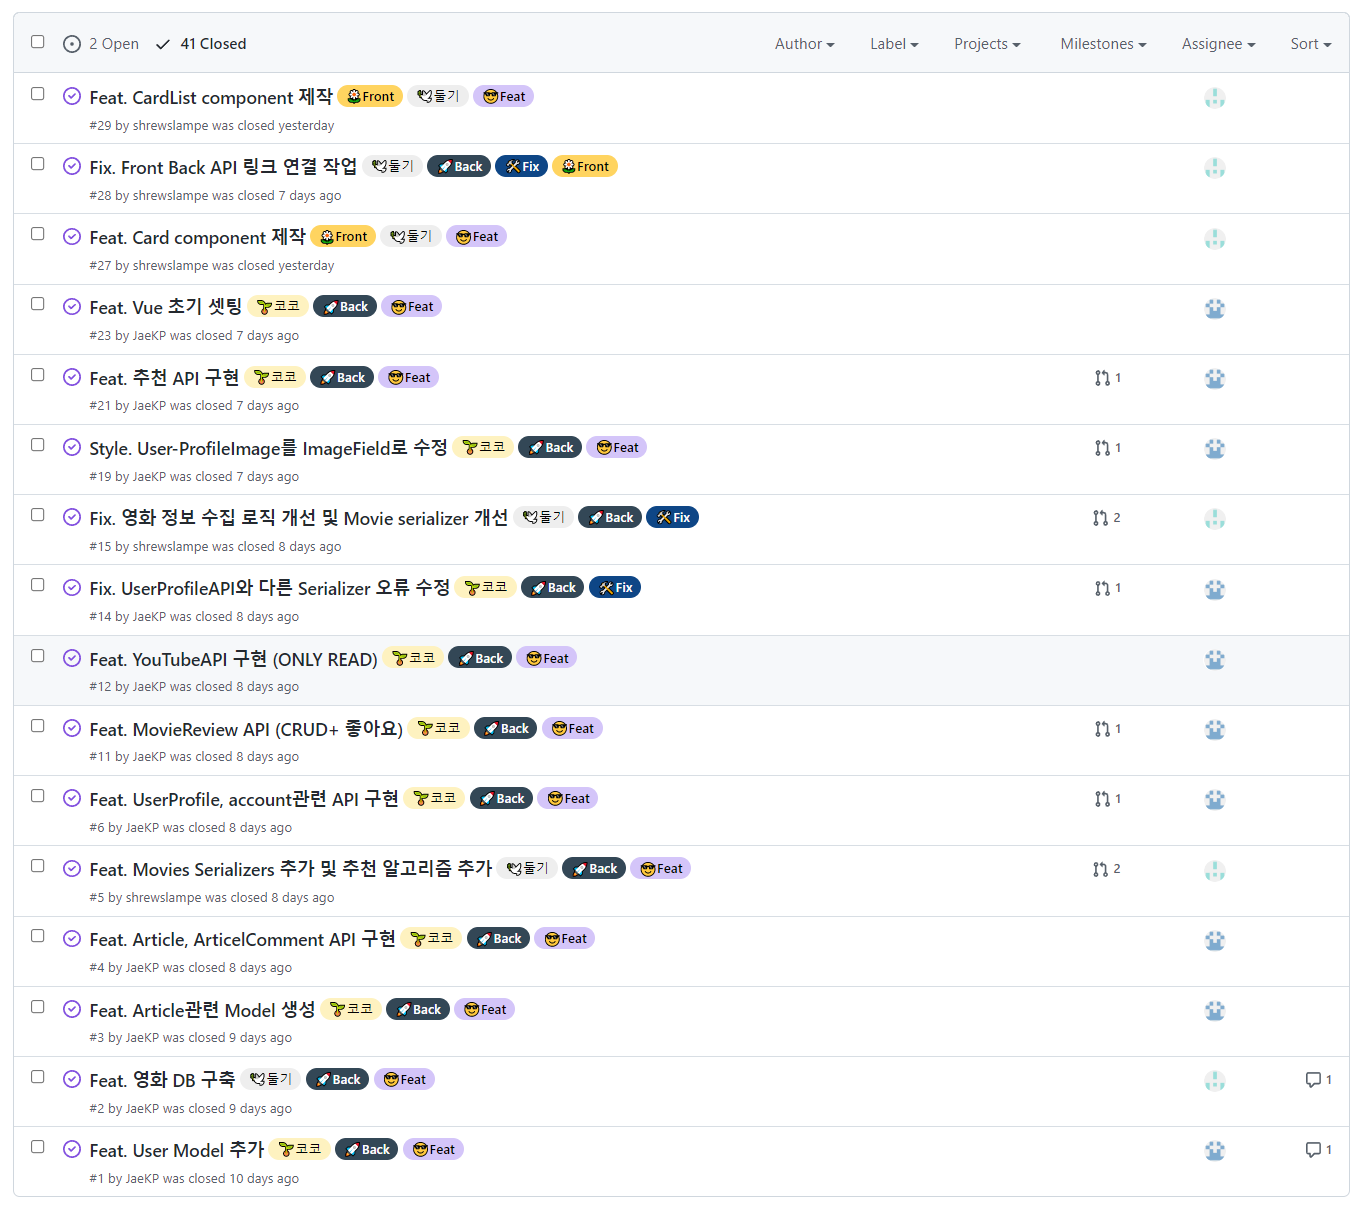 2 Open 41 Closed Author Label Projects Milestones Assignee Sort
Feat. CardList component 제작 Front 둘기 Feat
#29 by shrewslampe was closed yesterday
Fix. Front Back API 링크 연결 작업 둘기 Back Fix Front
#28 by shrewslampe was closed 7 days ago
Feat. Card component 제작 Front 둘기 Feat
#27 by shrewslampe was closed yesterday
Feat. Vue 초기 셋팅 코코 Back Feat
#23 by JaeKP was closed 7 days ago
Feat. 추천 API 구현 코코 Back Feat 1
#21 by JaeKP was closed 7 days ago
Style. User-ProfileImage를 ImageField로 수정 코코 Back Feat 1
#19 by JaeKP was closed 7 days ago
Fix. 영화 정보 수집 로직 개선 및 Movie serializer 개선 둘기 Back Fix 2
#15 by shrewslampe was closed 8 days ago
Fix. UserProfileAPI와 다른 Serializer 오류 수정 코코 Back Fix 1
#14 by JaeKP was closed 8 days ago
Feat. YouTubeAPI 구현 (ONLY READ) 코코 Back Feat
#12 by JaeKP was closed 8 days ago
Feat. MovieReview API (CRUD+ 좋아요) 코코 Back Feat 1
#11 by JaeKP was closed 8 days ago
Feat. UserProfile, account관련 API 구현 코코 Back Feat 1
#6 by JaeKP was closed 8 days ago
Feat. Movies Serializers 추가 및 추천 알고리즘 추가 둘기 Back Feat 2
#5 by shrewslampe was closed 8 days ago
Feat. Article, ArticelComment API 구현 코코 Back Feat
#4 by JaeKP was closed 8 days ago
Feat. Article관련 Model 생성 코코 Back Feat
#3 by JaeKP was closed 9 days ago
Feat. 영화 DB 구축 둘기 Back Feat 1
#2 by JaeKP was closed 9 days ago
Feat. User Model 추가 코코 Back Feat 1
#1 by JaeKP was closed 10 days ago